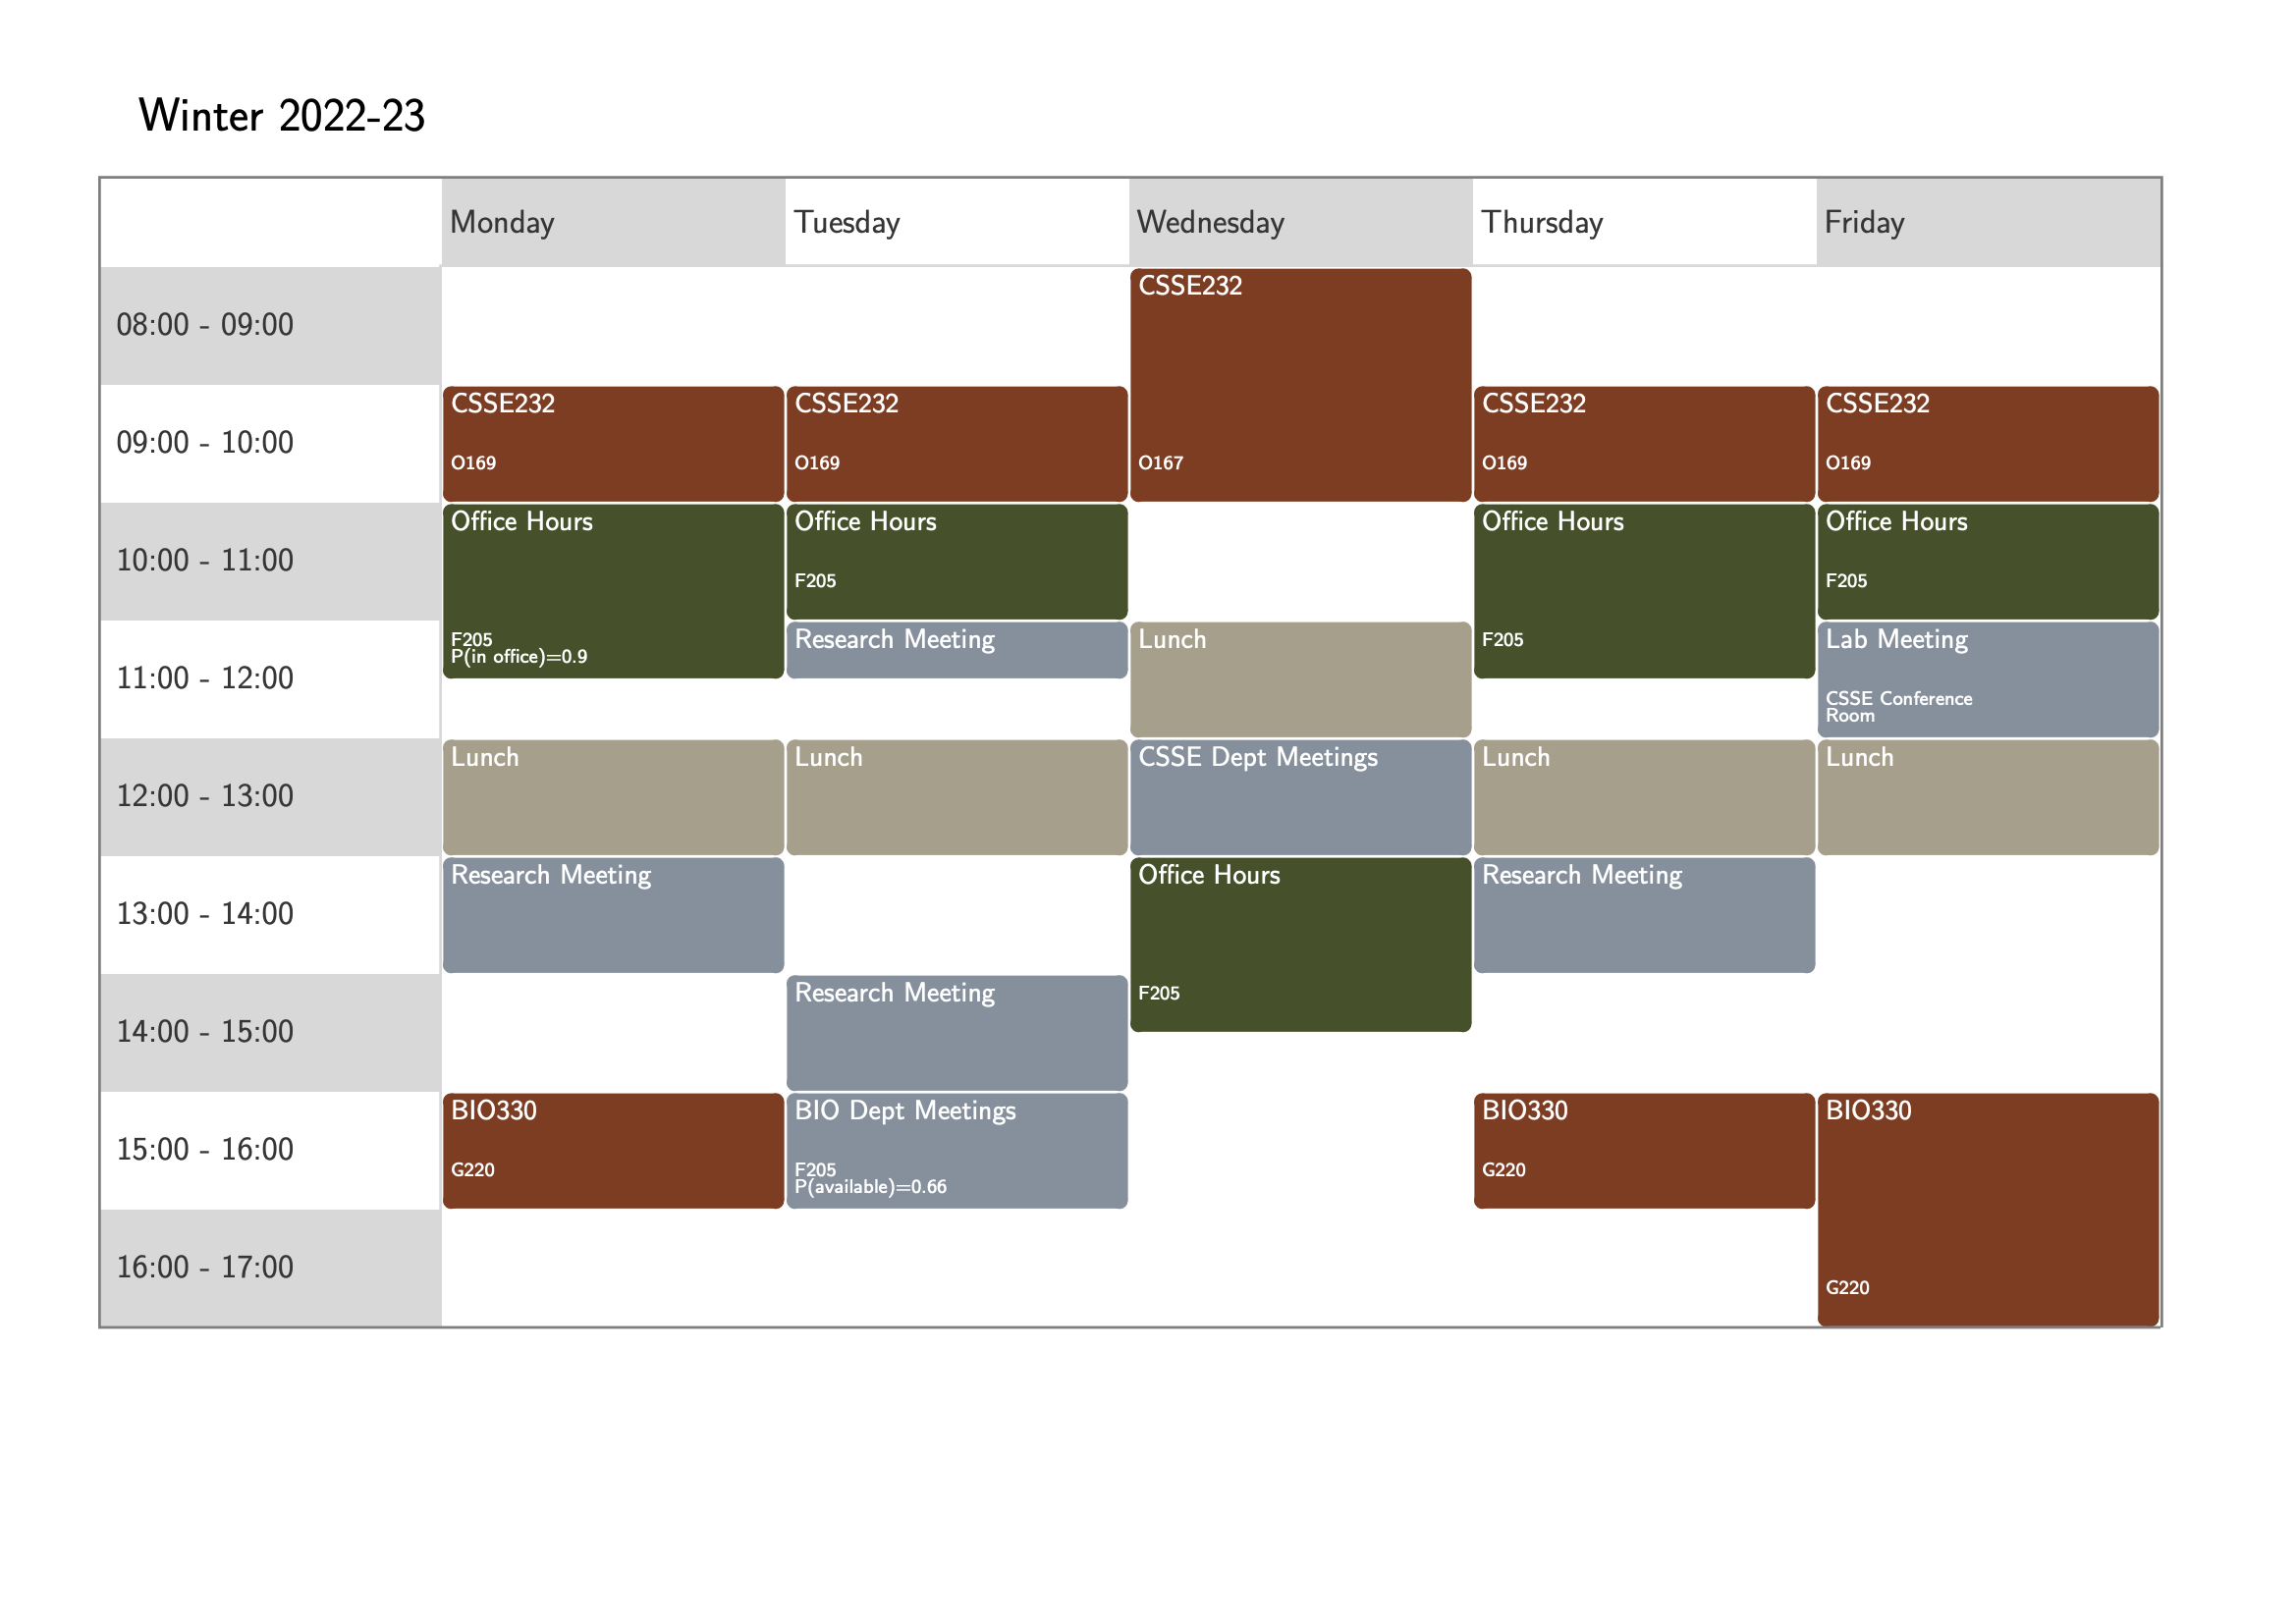 Winter 2022-23
Monday Tuesday Wednesday Thursday Friday
08:00 - 09:00
CSSE232
O167
09:00 - 10:00
CSSE232
O169
CSSE232
O169
CSSE232
O169
CSSE232
O169
10:00 - 11:00
Office Hours
F205
P(in office)=0.9
Office Hours
F205
Office Hours
F205
Office Hours
F205
11:00 - 12:00
Research Meeting
Lunch
Lab Meeting
CSSE Conference
Room
12:00 - 13:00
Lunch
Lunch
CSSE Dept Meetings
Lunch
Lunch
13:00 - 14:00
Research Meeting
Office Hours
F205
Research Meeting
14:00 - 15:00
Research Meeting
15:00 - 16:00
BIO330
G220
BIO Dept Meetings
F205
P(available)=0.66
BIO330
G220
BIO330
G220
16:00 - 17:00